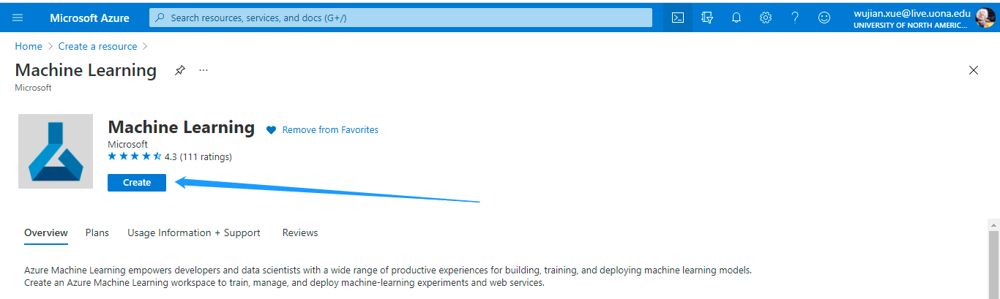 Microsoft Azure
Search resources, services, and docs (G+/)
wujian.xue@live.uona.edu
UNIVERSITY OF NORTH AMERIC...
Home > Create a resource >
Machine Learning
Microsoft
Machine Learning
Remove from Favorites
Microsoft
4.3 (111 ratings)
Create
Overview
Plans
Usage Information + Support
Reviews
Azure Machine Learning empowers developers and data scientists with a wide range of productive experiences for building, training, and deploying machine learning models.
Create an Azure Machine Learning workspace to train, manage, and deploy machine-learning experiments and web services.